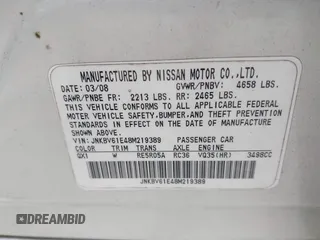 MANUFACTURED BY NISSAN MOTOR CO.,LTD.
DATE: 03/08 GVWR/PNBV: 4658 LBS.
GAWR/PNBE FR: 2213 LBS. RR: 2465 LBS.
THIS VEHICLE CONFORMS TO ALL APPLICABLE FEDERAL
MOTOR VEHICLE SAFETY,BUMPER,AND THEFT PREVENTION
STANDARDS IN EFFECT ON THE DATE OF MANUFACTURE SHOWN ABOVE.
VIN: JNKBV61E48M219389 PASSENGER CAR
COLOR TRIM TRANS AXLE ENGINE
QX1 W RE5R05A RC36 VQ35(HR) 3498CC
JNKBV61E48M219389
RESEARCHED BY AUTOBIDMASTER